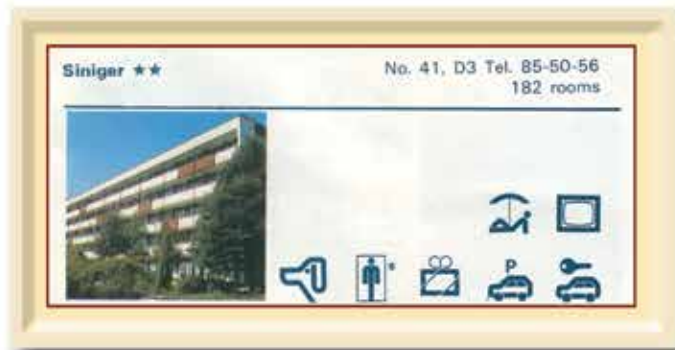 Siniger ★★
No. 41, D3 Tel. 85-50-56
182 rooms
P